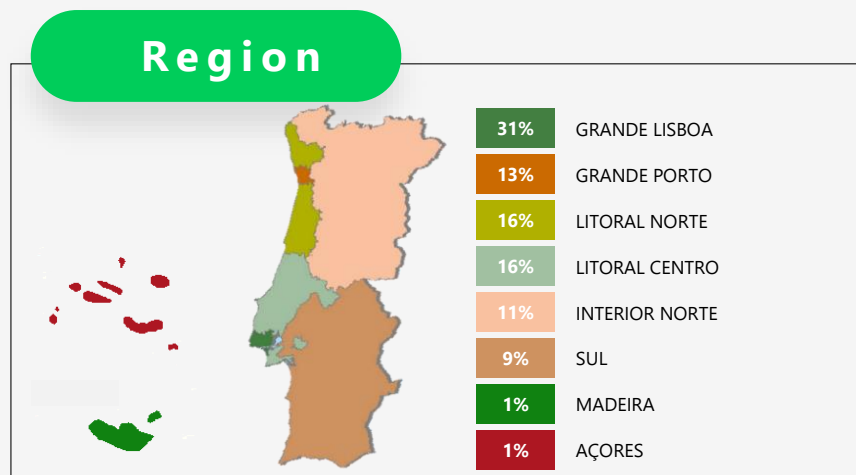 Region
31% GRANDE LISBOA
13% GRANDE PORTO
16% LITORAL NORTE
16% LITORAL CENTRO
11% INTERIOR NORTE
9% SUL
1% MADEIRA
1% AÇORES